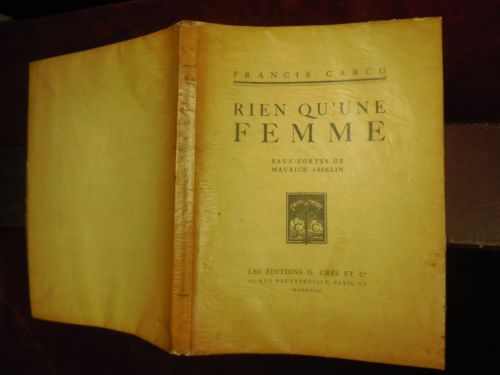 FRANCIS CARCO
RIEN QU'UNE
FEMME
EAUX-FORTES DE
MAURICE ASSELIN
LES ÉDITIONS G. CRÈS ET Cie
21, RUE HAUTEFEUILLE, PARIS, VIe